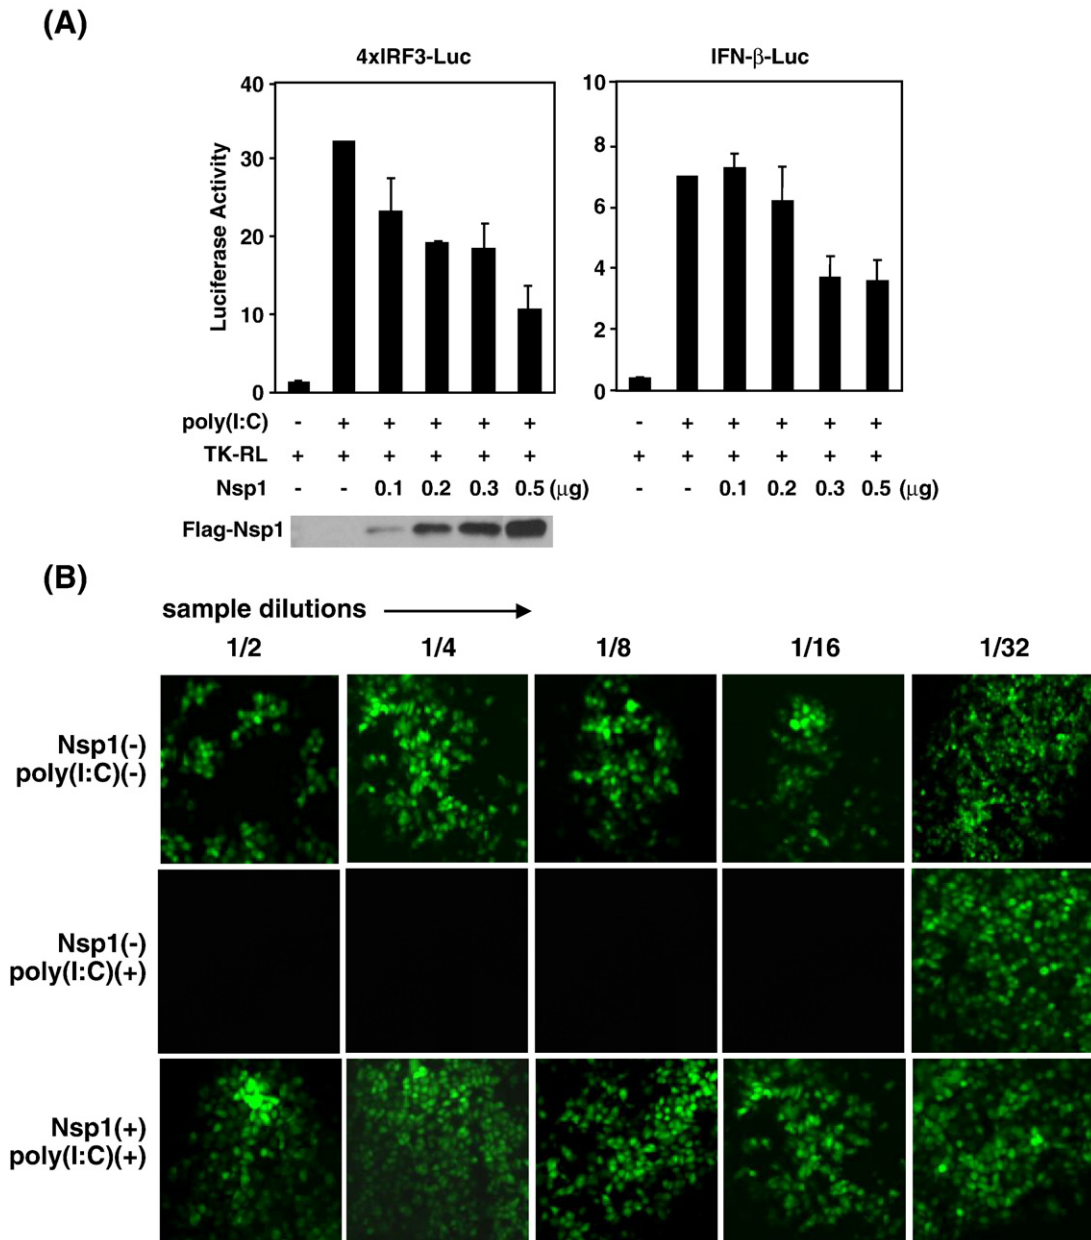 (A)
4xIRF3-Luc
IFN-β-Luc
Luciferase Activity
40
30
20
10
0
10
8
6
4
2
0
poly(I:C) - + + + + + - + + + + +
TK-RL + + + + + + + + + + + +
Nsp1 - - 0.1 0.2 0.3 0.5 (μg) - - 0.1 0.2 0.3 0.5 (μg)
Flag-Nsp1
(B)
sample dilutions
1/2 1/4 1/8 1/16 1/32
Nsp1(-)
poly(I:C)(-)
Nsp1(-)
poly(I:C)(+)
Nsp1(+)
poly(I:C)(+)